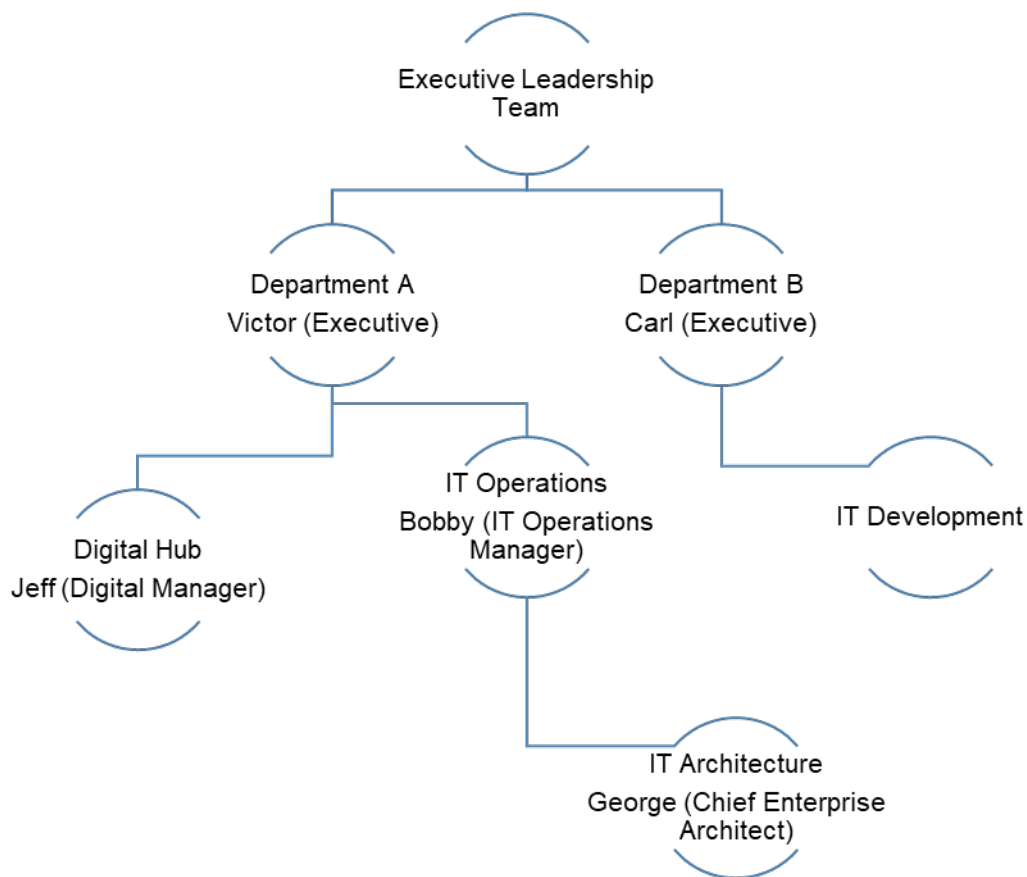 Executive Leadership
Team
Department A
Victor (Executive)
Department B
Carl (Executive)
IT Operations
Bobby (IT Operations
Manager)
IT Development
Digital Hub
Jeff (Digital Manager)
IT Architecture
George (Chief Enterprise
Architect)